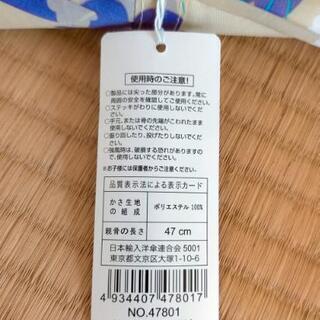 使用時のご注意!
○製品には尖った部分があります。常に
周囲の安全を確認してご使用ください。
○ステッキがわりに使用しないでくだ
さい。
○手元、または骨の先端がこわれたまま
使用しないでください。
○振り回したり、投げたりしないでくだ
さい。
○強風時は、破損する恐れがありますの
で、使用しないでください。
※お子様には保護者からご注意ください。
品質表示法による表示カード
かさ生地
の組成
ポリエステル 100%
親骨の長さ
47 cm
日本輸入洋傘連合会 5001
東京都文京区大塚1-10-6
4 934407 478017
NO.47801